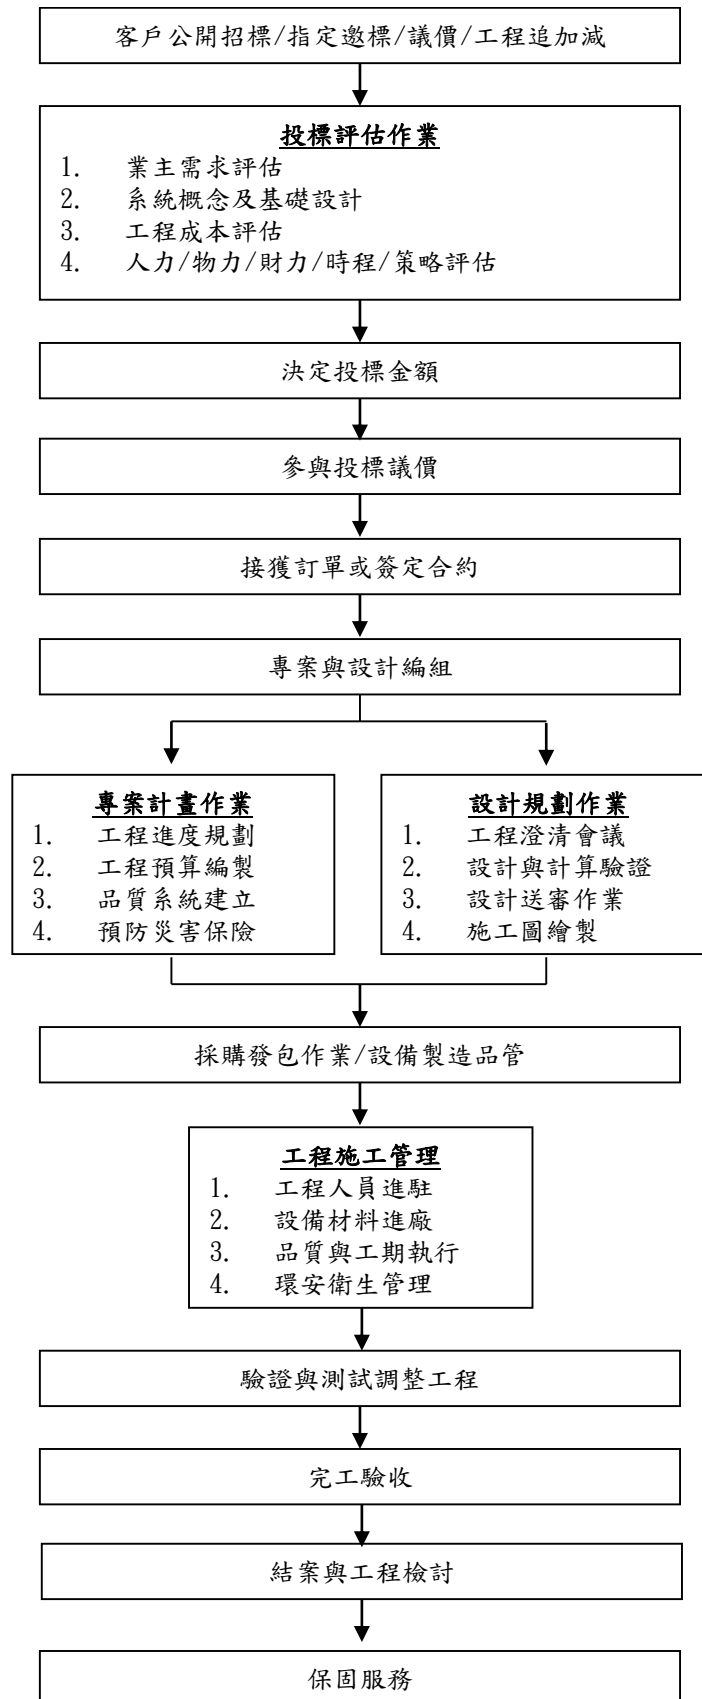 客戶公開招標/指定邀標/議價/工程追加減
投標評估作業
1. 業主需求評估
2. 系統概念及基礎設計
3. 工程成本評估
4. 人力/物力/財力/時程/策略評估
決定投標金額
參與投標議價
接獲訂單或簽定合約
專案與設計編組
專案計畫作業
1. 工程進度規劃
2. 工程預算編製
3. 品質系統建立
4. 預防災害保險
設計規劃作業
1. 工程澄清會議
2. 設計與計算驗證
3. 設計送審作業
4. 施工圖繪製
採購發包作業/設備製造品管
工程施工管理
1. 工程人員進駐
2. 設備材料進廠
3. 品質與工期執行
4. 環安衛生管理
驗證與測試調整工程
完工驗收
結案與工程檢討
保固服務